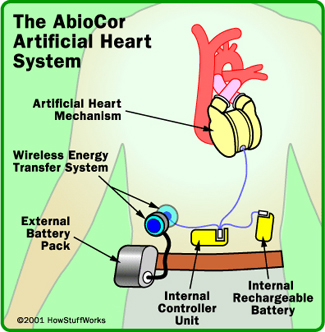 The AbioCor
Artificial Heart
System
Artificial Heart
Mechanism
Wireless Energy
Transfer System
External
Battery
Pack
Internal
Controller
Unit
Internal
Rechargeable
Battery
©2001 HowStuffWorks